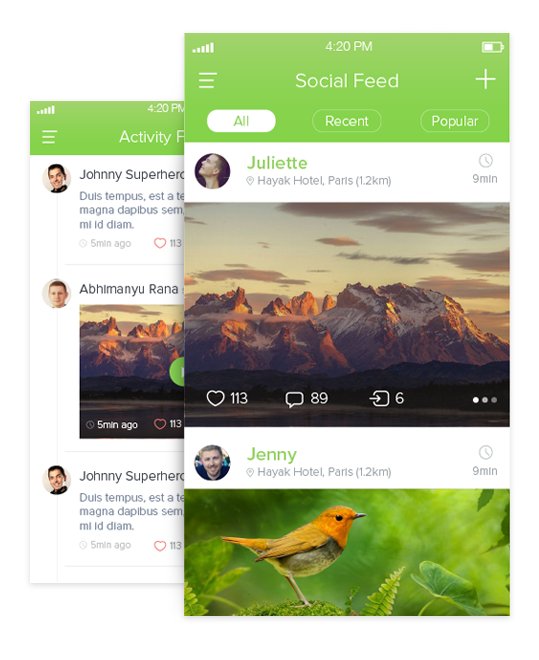 4:20 PM
Social Feed
All
Recent
Popular
Juliette
Hayak Hotel, Paris (1.2km)
9min
113
89
6
Jenny
Hayak Hotel, Paris (1.2km)
9min
4:20 PM
Activity F
Johnny Superhero
Duis tempus, est a te
magna dapibus sem,
mi id diam.
5min ago
113
Abhimanyu Rana
5min ago
113
Johnny Superhero
Duis tempus, est a te
magna dapibus sem,
mi id diam.
5min ago
113